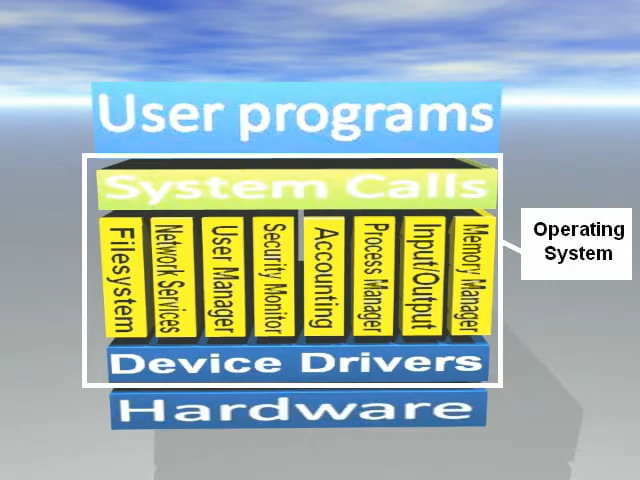 User programs
System Calls
Filesystem
Network Services
User Manager
Security Monitor
Accounting
Process Manager
Input/Output
Memory Manager
Operating
System
Device Drivers
Hardware